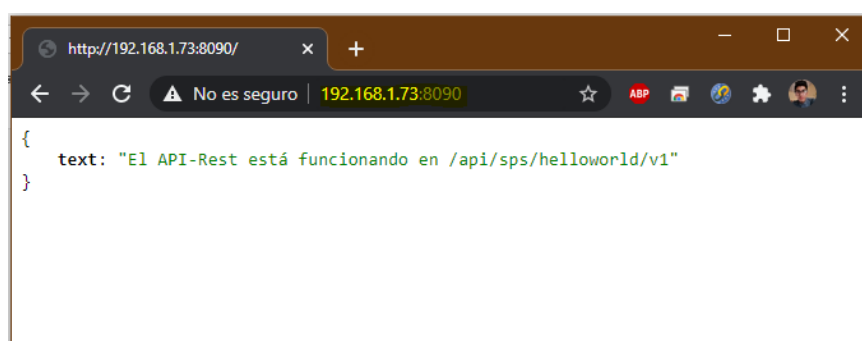 http://192.168.1.73:8090/
No es seguro | 192.168.1.73:8090
ABP
{
text: "El API-Rest está funcionando en /api/sps/helloworld/v1"
}